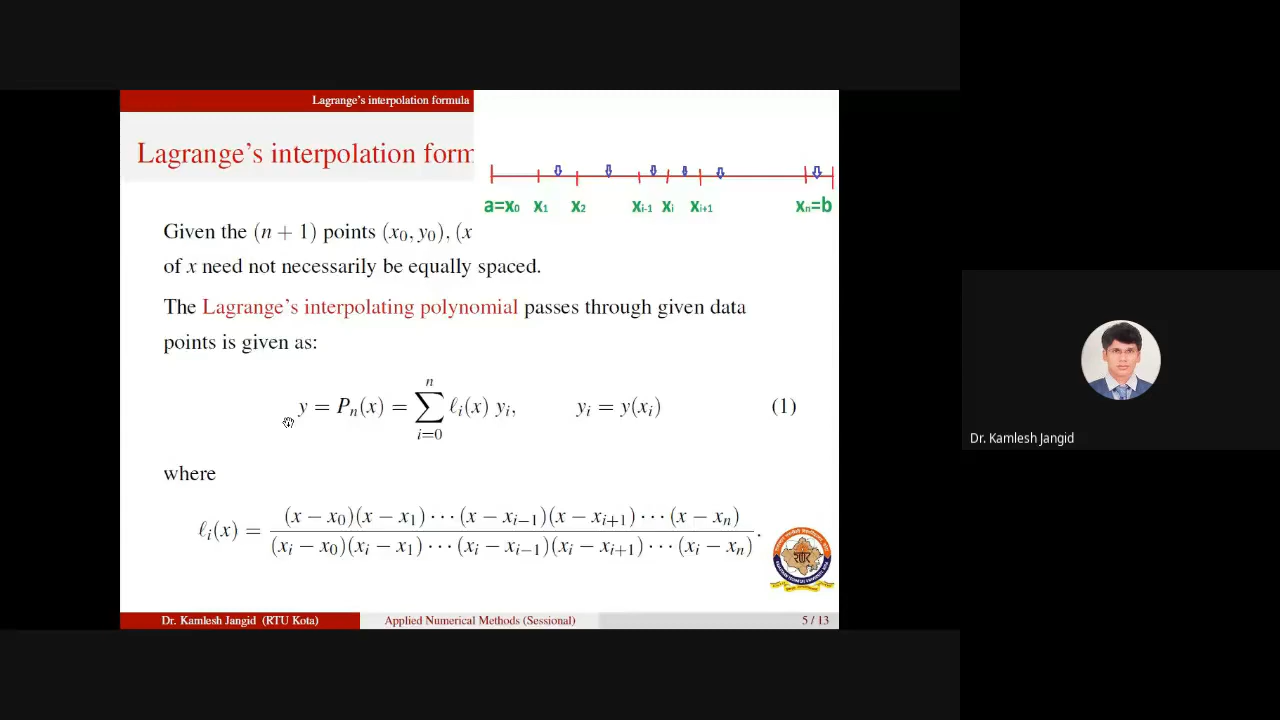 Lagrange's interpolation formula
Lagrange's interpolation form
a=x₀ x₁ x₂ xᵢ₋₁ xᵢ xᵢ₊₁ xₙ=b
Given the (n + 1) points (x₀, y₀), (x
of x need not necessarily be equally spaced.
The Lagrange's interpolating polynomial passes through given data
points is given as:
y = Pₙ(x) = ∑ᵢ₌₀ⁿ ℓᵢ(x) yᵢ, yᵢ = y(xᵢ) (1)
where
ℓᵢ(x) = (x − x₀)(x − x₁) ··· (x − xᵢ₋₁)(x − xᵢ₊₁) ··· (x − xₙ) / (xᵢ − x₀)(xᵢ − x₁) ··· (xᵢ − xᵢ₋₁)(xᵢ − xᵢ₊₁) ··· (xᵢ − xₙ) .
Dr. Kamlesh Jangid (RTU Kota) Applied Numerical Methods (Sessional) 5 / 13
Dr. Kamlesh Jangid